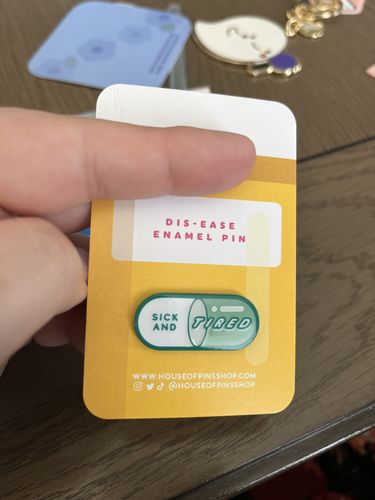 DIS-EASE
ENAMEL PIN
SICK
AND
TIRED
WWW.HOUSEOFPINSSHOP.COM
@HOUSEOFPINSSHOP